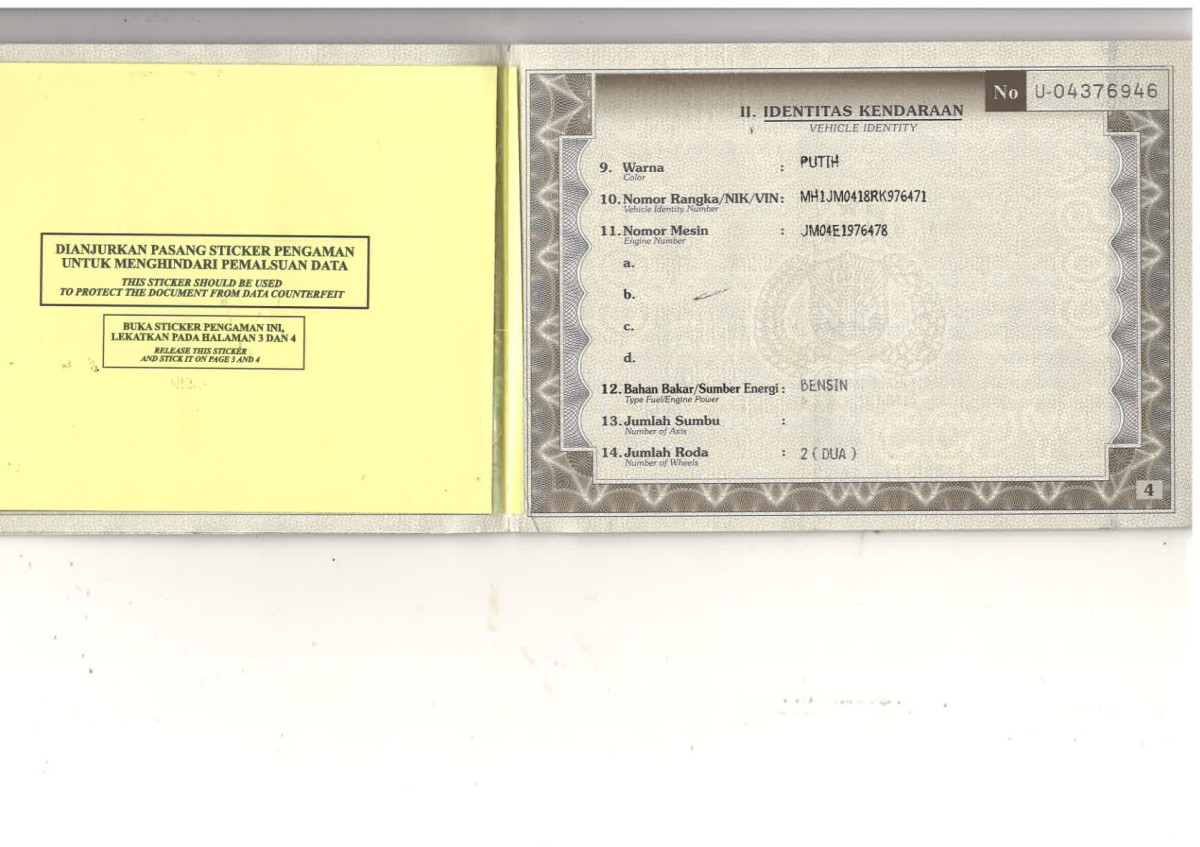 DIANJURKAN PASANG STICKER PENGAMAN
UNTUK MENGHINDARI PEMALSUAN DATA
THIS STICKER SHOULD BE USED
TO PROTECT THE DOCUMENT FROM DATA COUNTERFEIT
BUKA STICKER PENGAMAN INI,
LEKATKAN PADA HALAMAN 3 DAN 4
RELEASE THIS STICKER
AND STICK IT ON PAGE 3 AND 4
No U-04376946
II. IDENTITAS KENDARAAN
VEHICLE IDENTITY
9. Warna : PUTIH
Color
10. Nomor Rangka/NIK/VIN: MH1JM0418RK976471
Vehicle Identity Number
11. Nomor Mesin : JM04E1976478
Engine Number
a.
b.
c.
d.
12. Bahan Bakar/Sumber Energi : BENSIN
Type Fuel/Engine Power
13. Jumlah Sumbu :
Number of Axis
14. Jumlah Roda : 2 ( DUA )
Number of Wheels
4